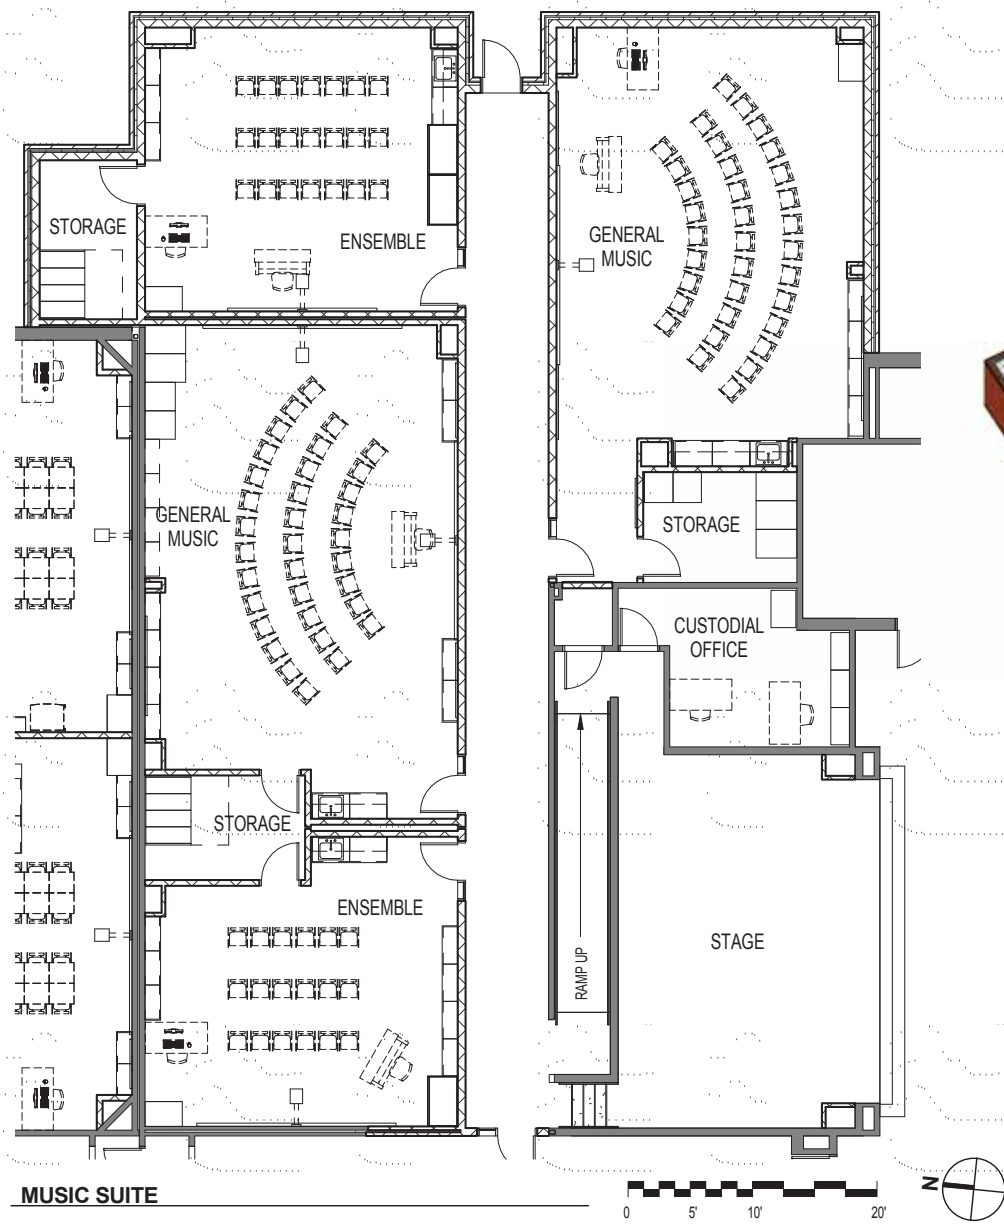 STORAGE
ENSEMBLE
GENERAL
MUSIC
GENERAL
MUSIC
STORAGE
CUSTODIAL
OFFICE
STORAGE
ENSEMBLE
RAMP UP
STAGE
MUSIC SUITE
0 5' 10' 20'
N